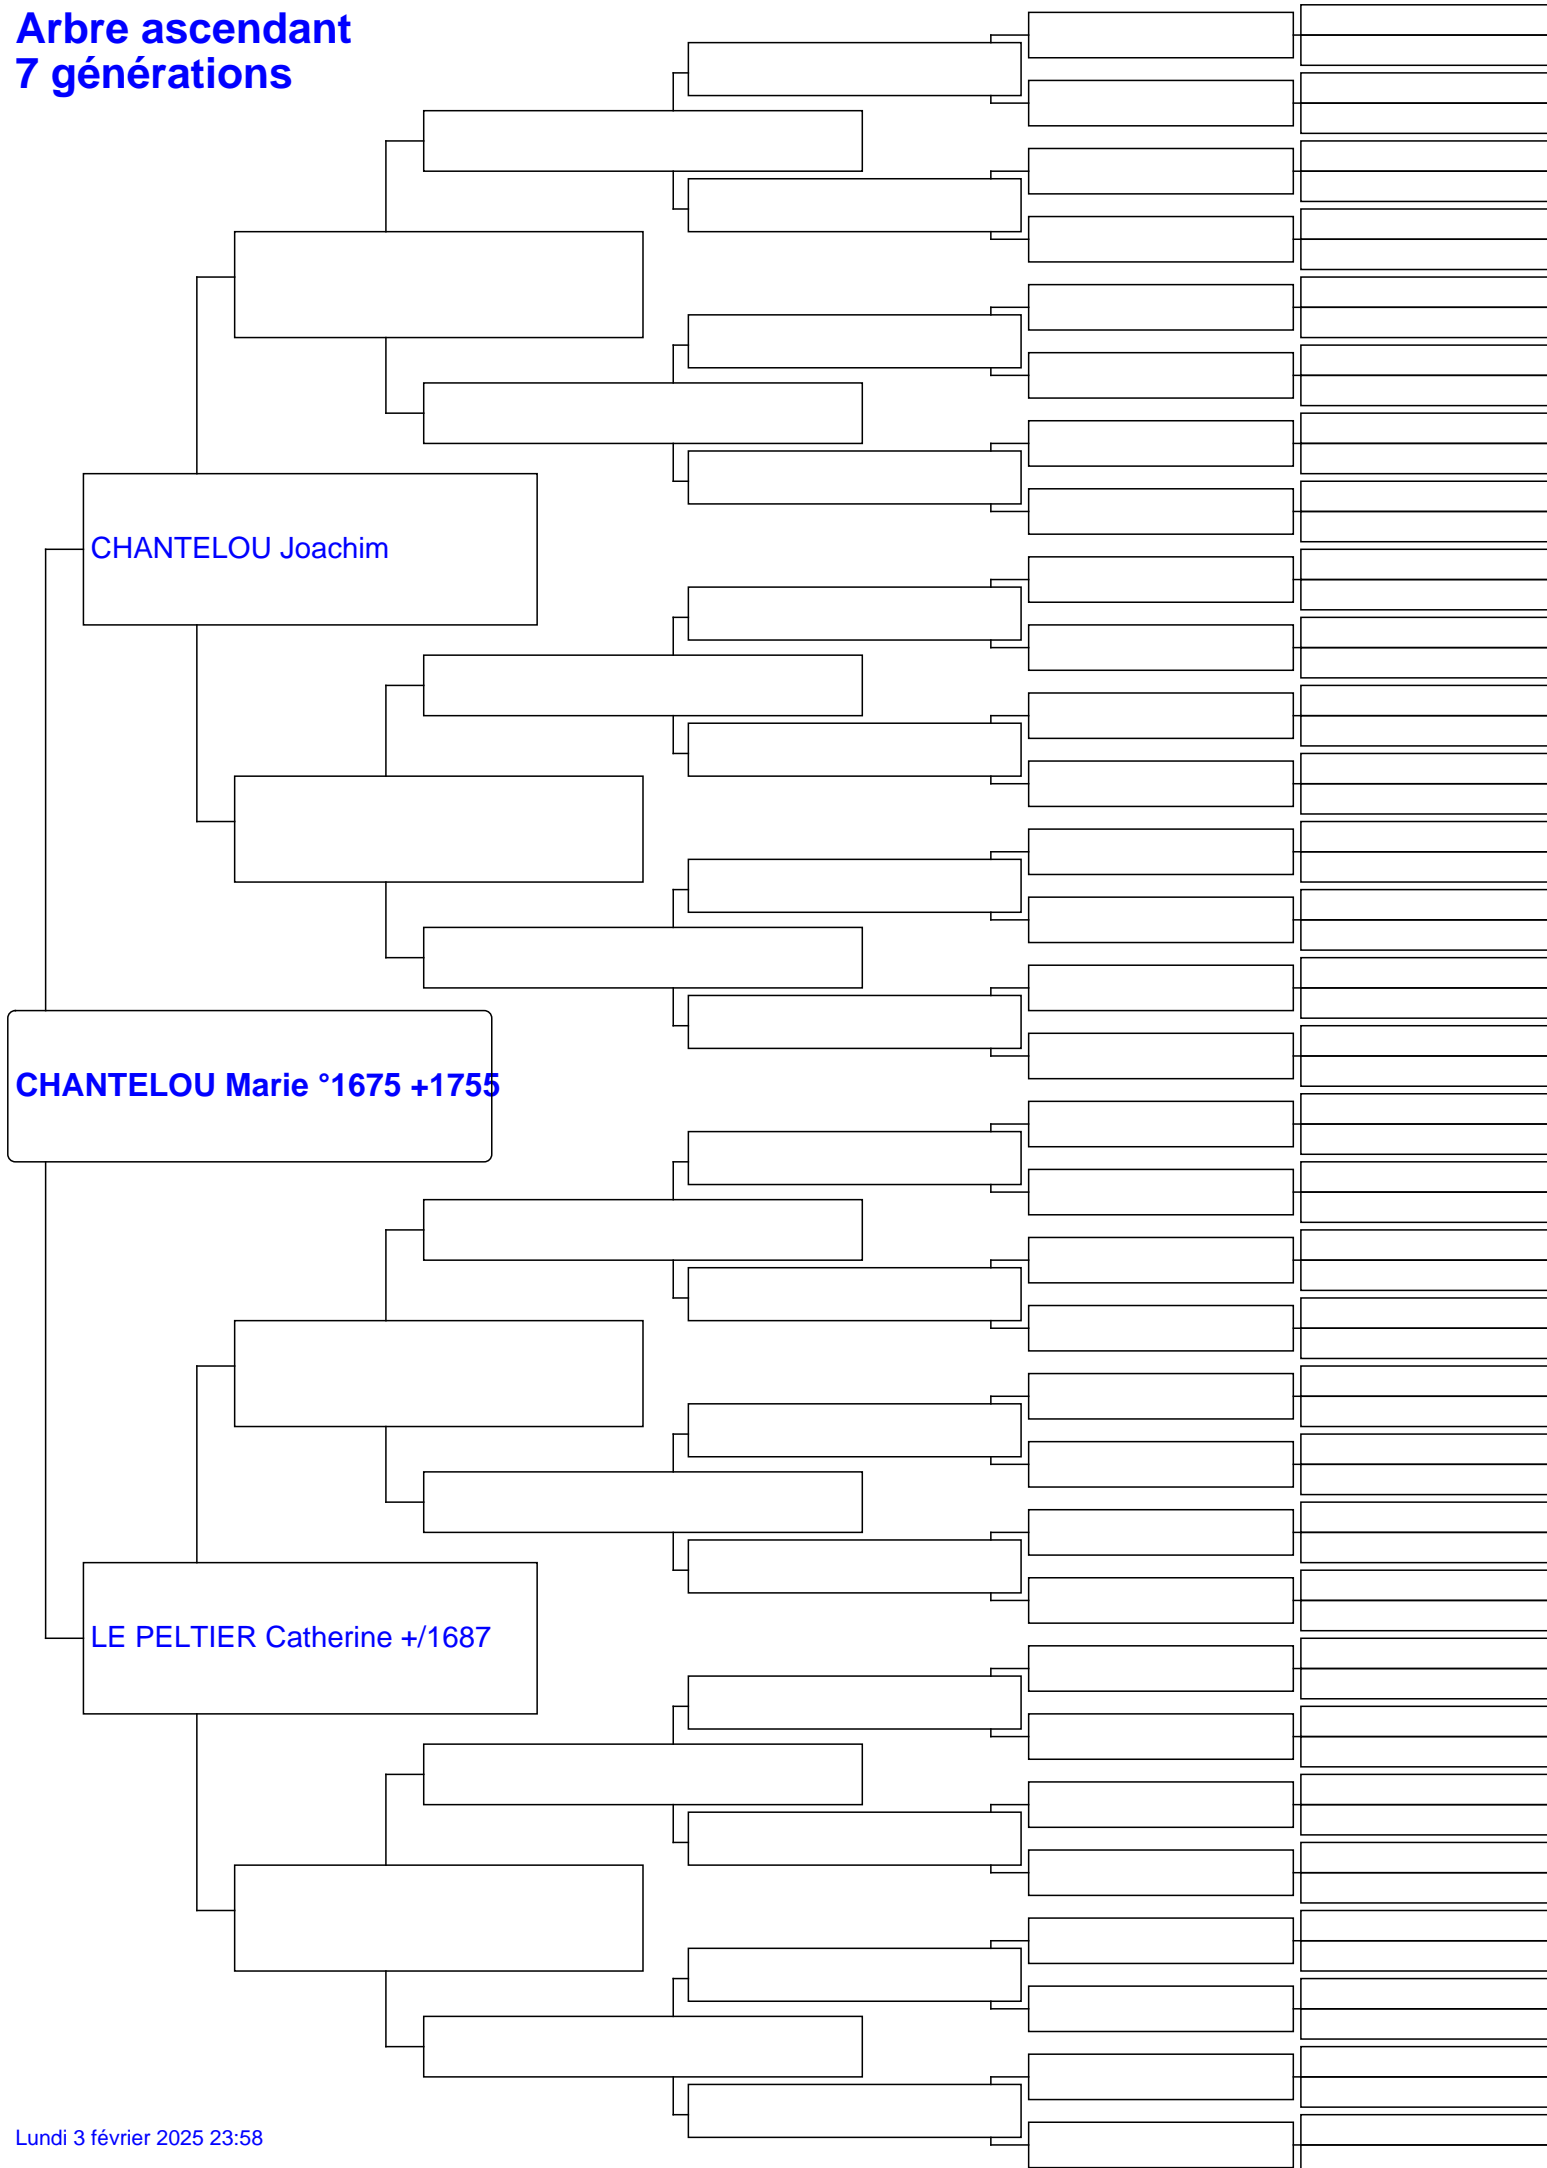 Arbre ascendant
7 générations
CHANTELOU Joachim
CHANTELOU Marie °1675 +1755
LE PELTIER Catherine +/1687
Lundi 3 février 2025 23:58